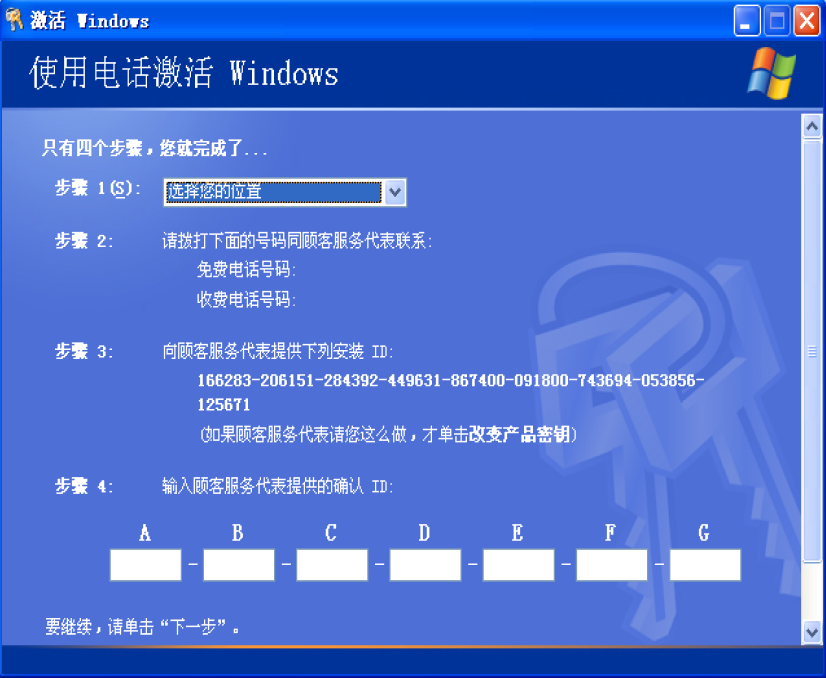 激活 Windows
使用电话激活 Windows
只有四个步骤，您就完成了...
步骤 1(S): 选择您的位置
步骤 2: 请拨打下面的号码同顾客服务代表联系:
免费电话号码:
收费电话号码:
步骤 3: 向顾客服务代表提供下列安装 ID:
166283-206151-284392-449631-867400-091800-743694-053856-
125671
(如果顾客服务代表请您这么做，才单击改变产品密钥)
步骤 4: 输入顾客服务代表提供的确认 ID:
A B C D E F G
- - - - - -
要继续，请单击“下一步”。